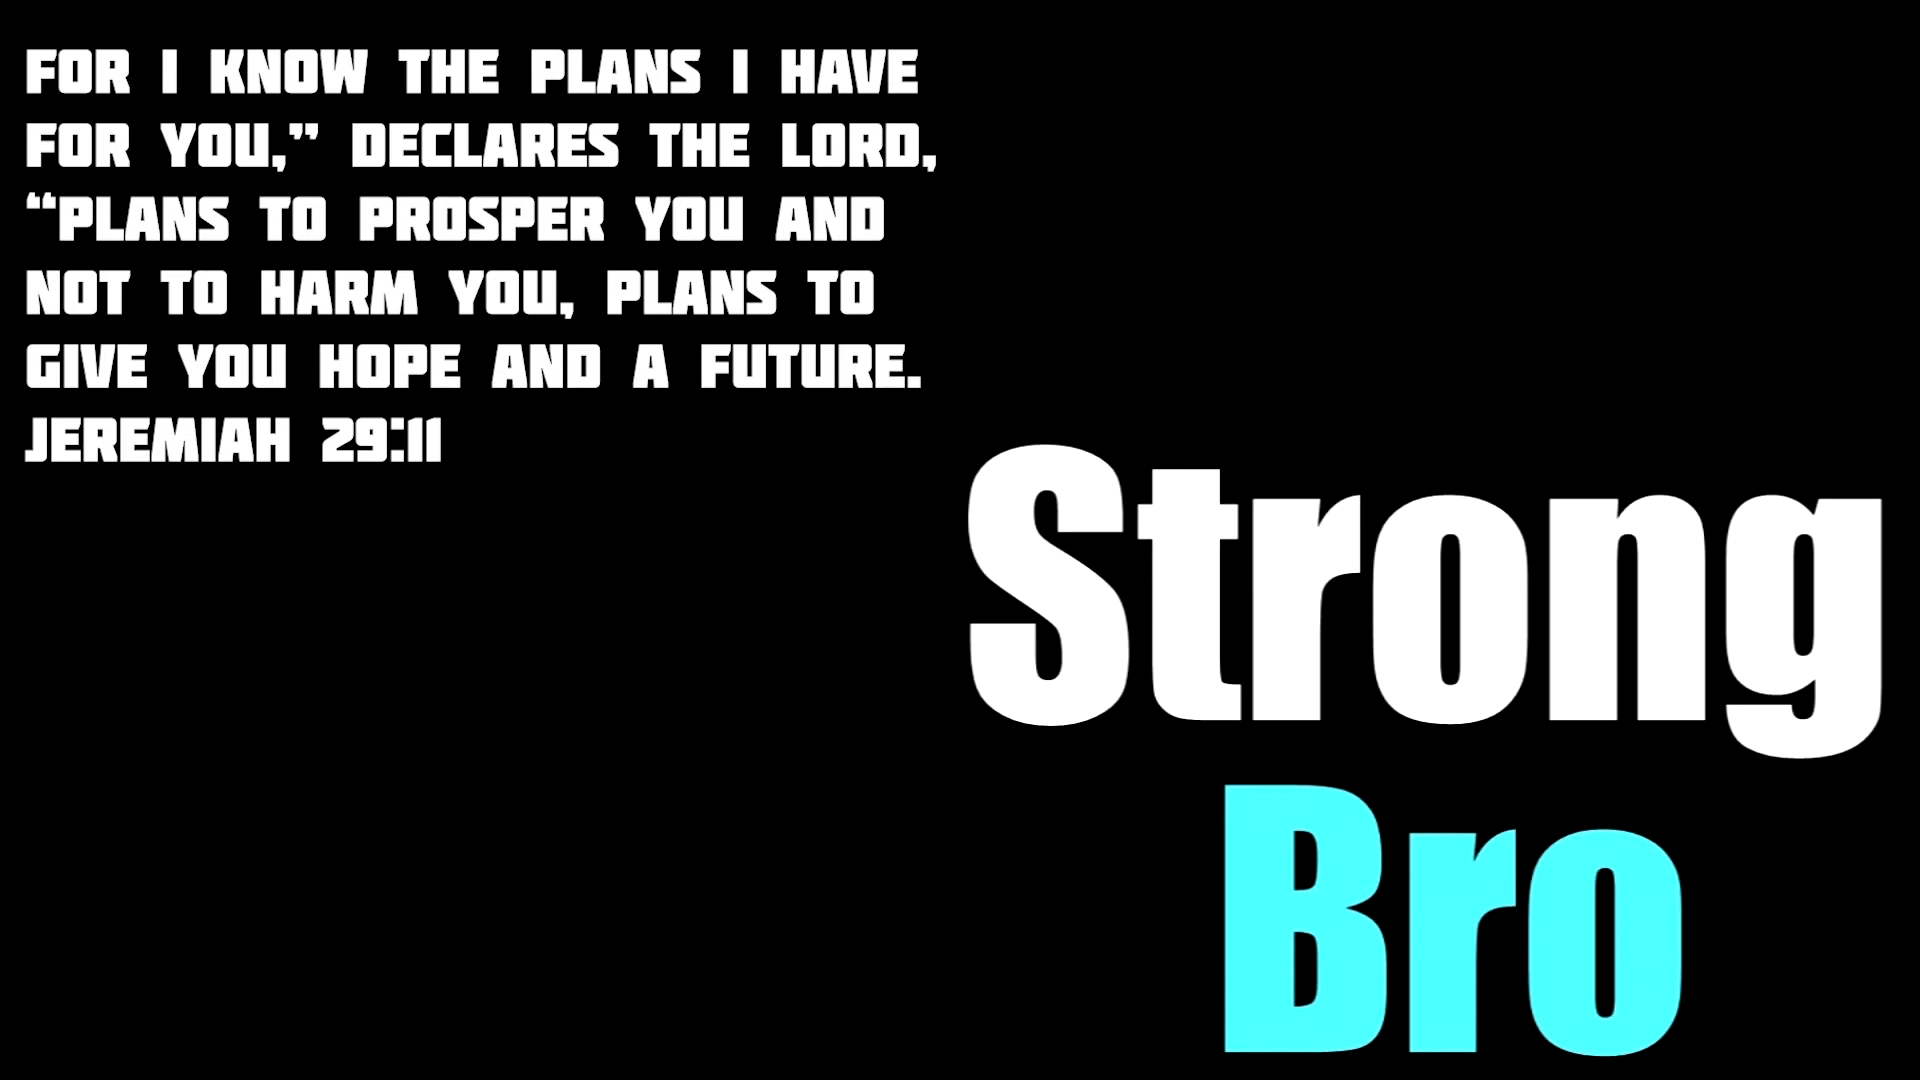 FOR I KNOW THE PLANS I HAVE
FOR YOU,” DECLARES THE LORD,
“PLANS TO PROSPER YOU AND
NOT TO HARM YOU, PLANS TO
GIVE YOU HOPE AND A FUTURE.
JEREMIAH 29:11
Strong
Bro